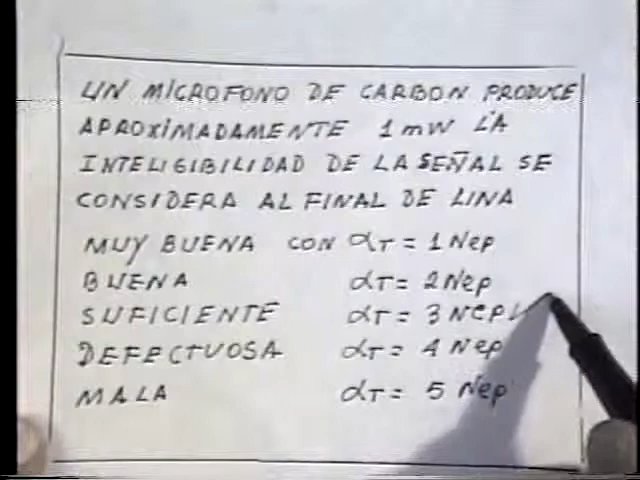 UN MICROFONO DE CARBON PRODUCE
APROXIMADAMENTE 1 mW LA
INTELIGIBILIDAD DE LA SEÑAL SE
CONSIDERA AL FINAL DE LINA
MUY BUENA CON αT = 1 Nep
BUENA αT = 2 Nep
SUFICIENTE αT = 3 NEP
DEFECTUOSA αT = 4 Nep
MALA αT = 5 Nep